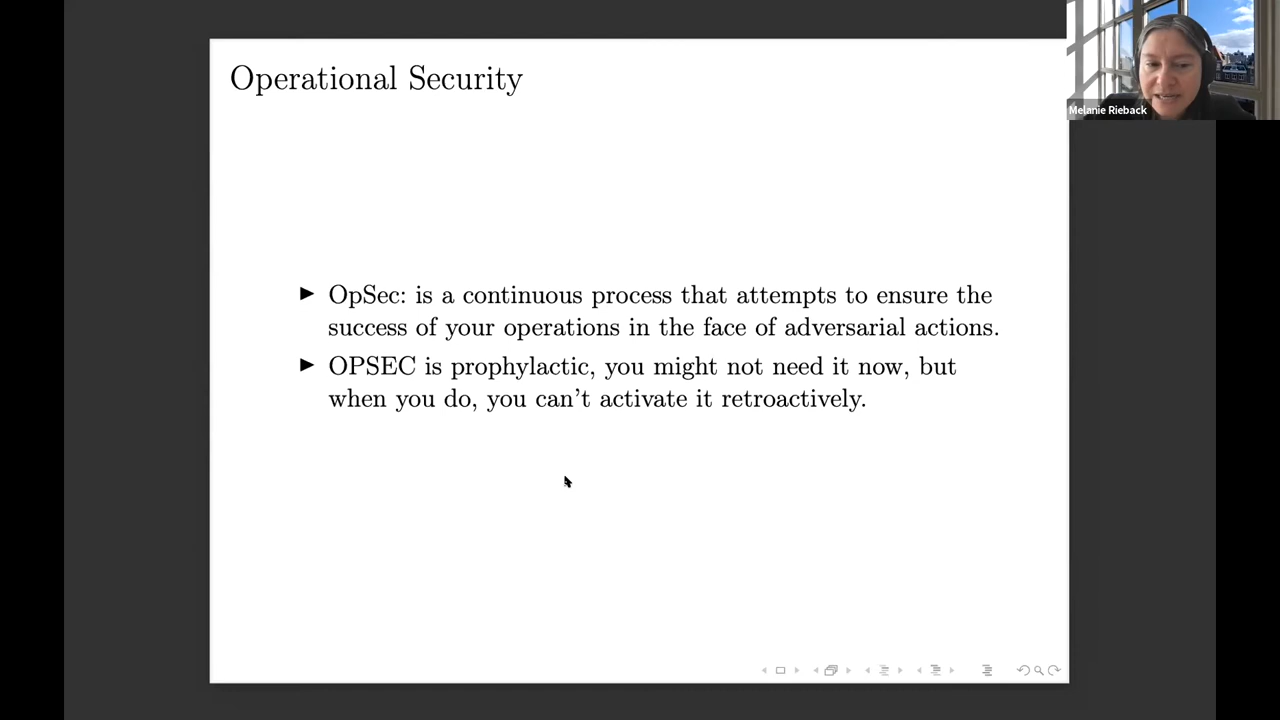 Operational Security
Melanie Rieback
▶ OpSec: is a continuous process that attempts to ensure the
success of your operations in the face of adversarial actions.
▶ OPSEC is prophylactic, you might not need it now, but
when you do, you can't activate it retroactively.